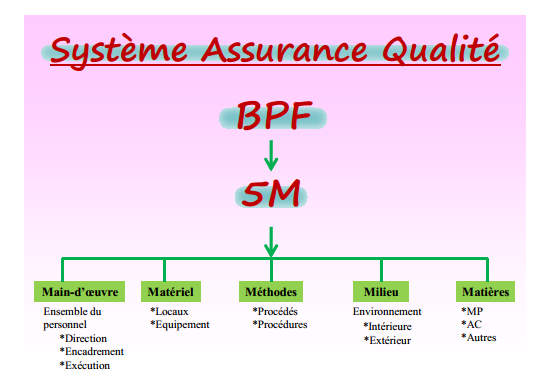 Système Assurance Qualité
BPF
5M
Main-d’œuvre
Ensemble du
personnel
*Direction
*Encadrement
*Exécution
Matériel
*Locaux
*Equipement
Méthodes
*Procédés
*Procédures
Milieu
Environnement
*Intérieure
*Extérieur
Matières
*MP
*AC
*Autres